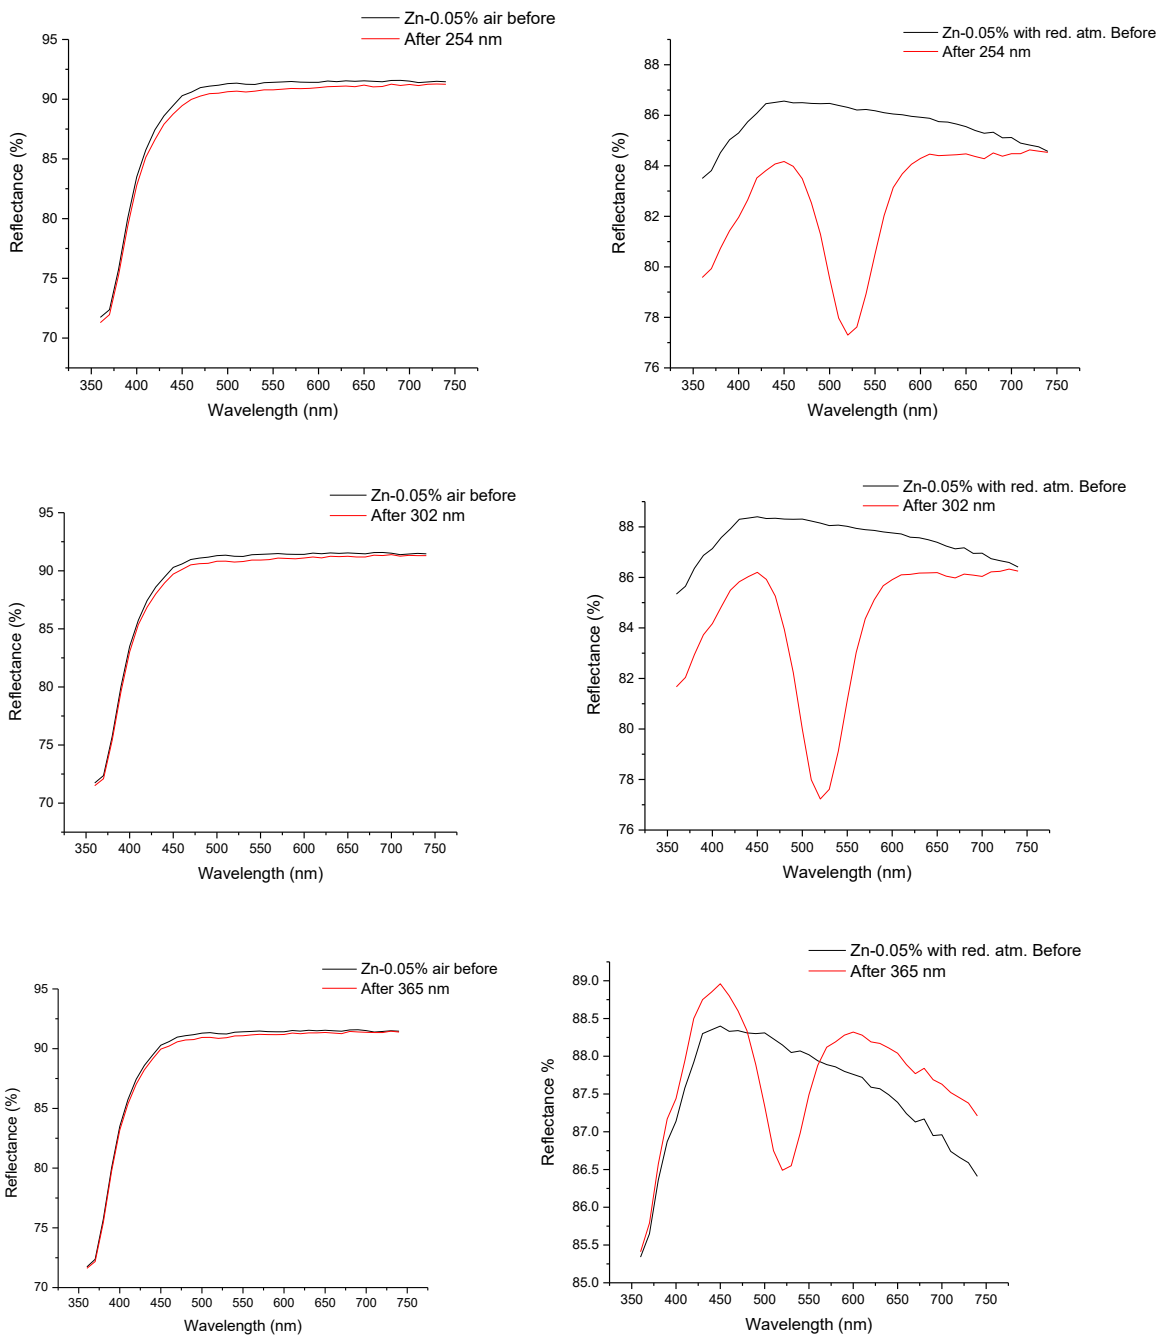 Zn-0.05% air before
After 254 nm
95
90
85
80
75
70
Reflectance (%)
350 400 450 500 550 600 650 700 750
Wavelength (nm)
Zn-0.05% with red. atm. Before
After 254 nm
88
86
84
82
80
78
76
Reflectance (%)
350 400 450 500 550 600 650 700 750
Wavelength (nm)
Zn-0.05% air before
After 302 nm
95
90
85
80
75
70
Reflectance (%)
350 400 450 500 550 600 650 700 750
Wavelength (nm)
Zn-0.05% with red. atm. Before
After 302 nm
88
86
84
82
80
78
76
Reflectance (%)
350 400 450 500 550 600 650 700 750
Wavelength (nm)
Zn-0.05% air before
After 365 nm
95
90
85
80
75
70
Reflectance (%)
350 400 450 500 550 600 650 700 750
Wavelength (nm)
Zn-0.05% with red. atm. Before
After 365 nm
89.0
88.5
88.0
87.5
87.0
86.5
86.0
85.5
85.0
Reflectance %
350 400 450 500 550 600 650 700 750
Wavelength (nm)